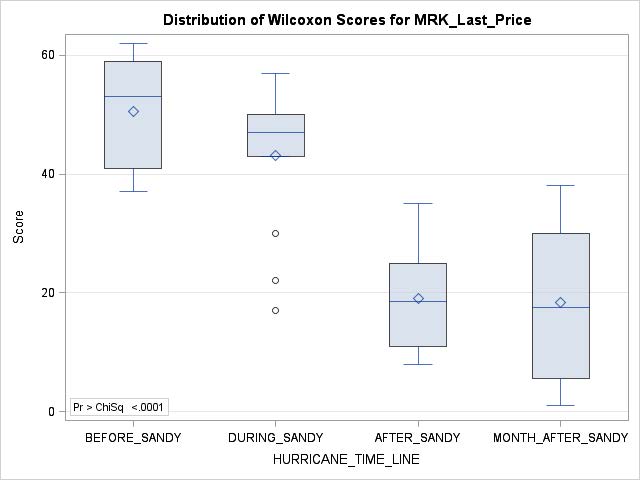 Distribution of Wilcoxon Scores for MRK_Last_Price
60
40
20
0
Score
Pr > ChiSq <.0001
BEFORE_SANDY DURING_SANDY AFTER_SANDY MONTH_AFTER_SANDY
HURRICANE_TIME_LINE